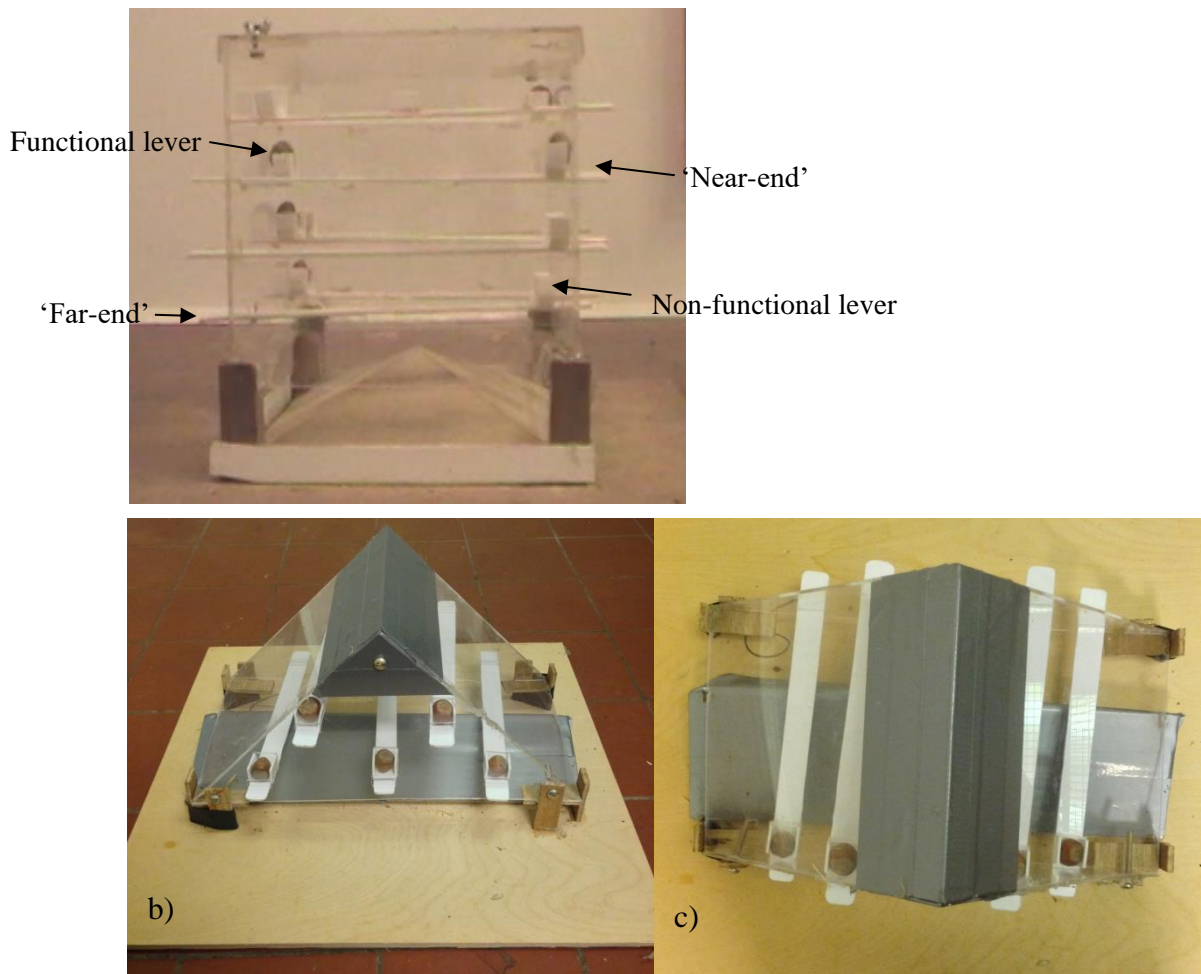 Functional lever
‘Near-end’
‘Far-end’
Non-functional lever
b)
c)